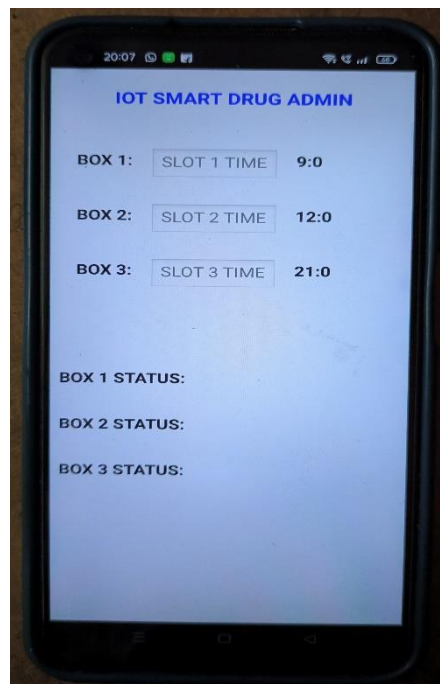 20:07
IOT SMART DRUG ADMIN
BOX 1: SLOT 1 TIME 9:0
BOX 2: SLOT 2 TIME 12:0
BOX 3: SLOT 3 TIME 21:0
BOX 1 STATUS:
BOX 2 STATUS:
BOX 3 STATUS: